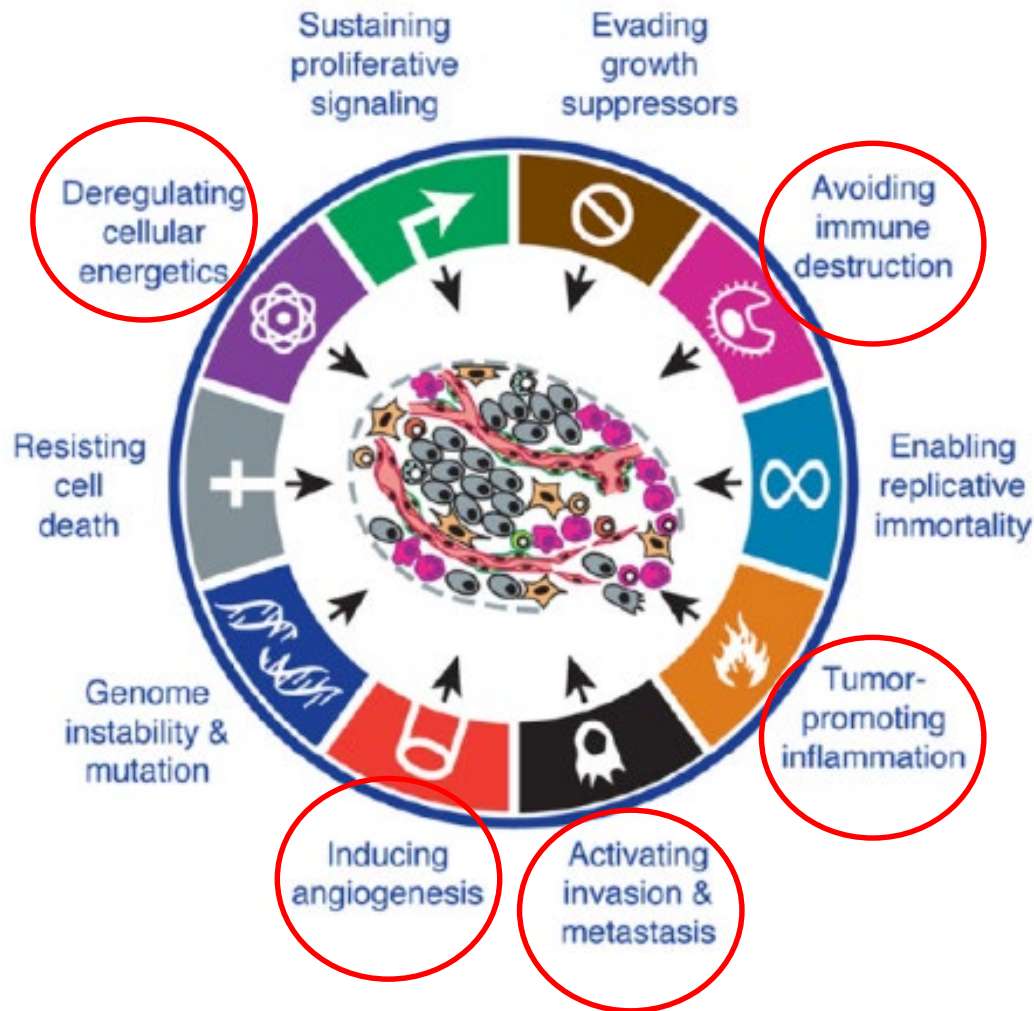 Sustaining
proliferative
signaling
Evading
growth
suppressors
Deregulating
cellular
energetics
Avoiding
immune
destruction
Resisting
cell
death
Enabling
replicative
immortality
Genome
instability &
mutation
Tumor-
promoting
inflammation
Inducing
angiogenesis
Activating
invasion &
metastasis